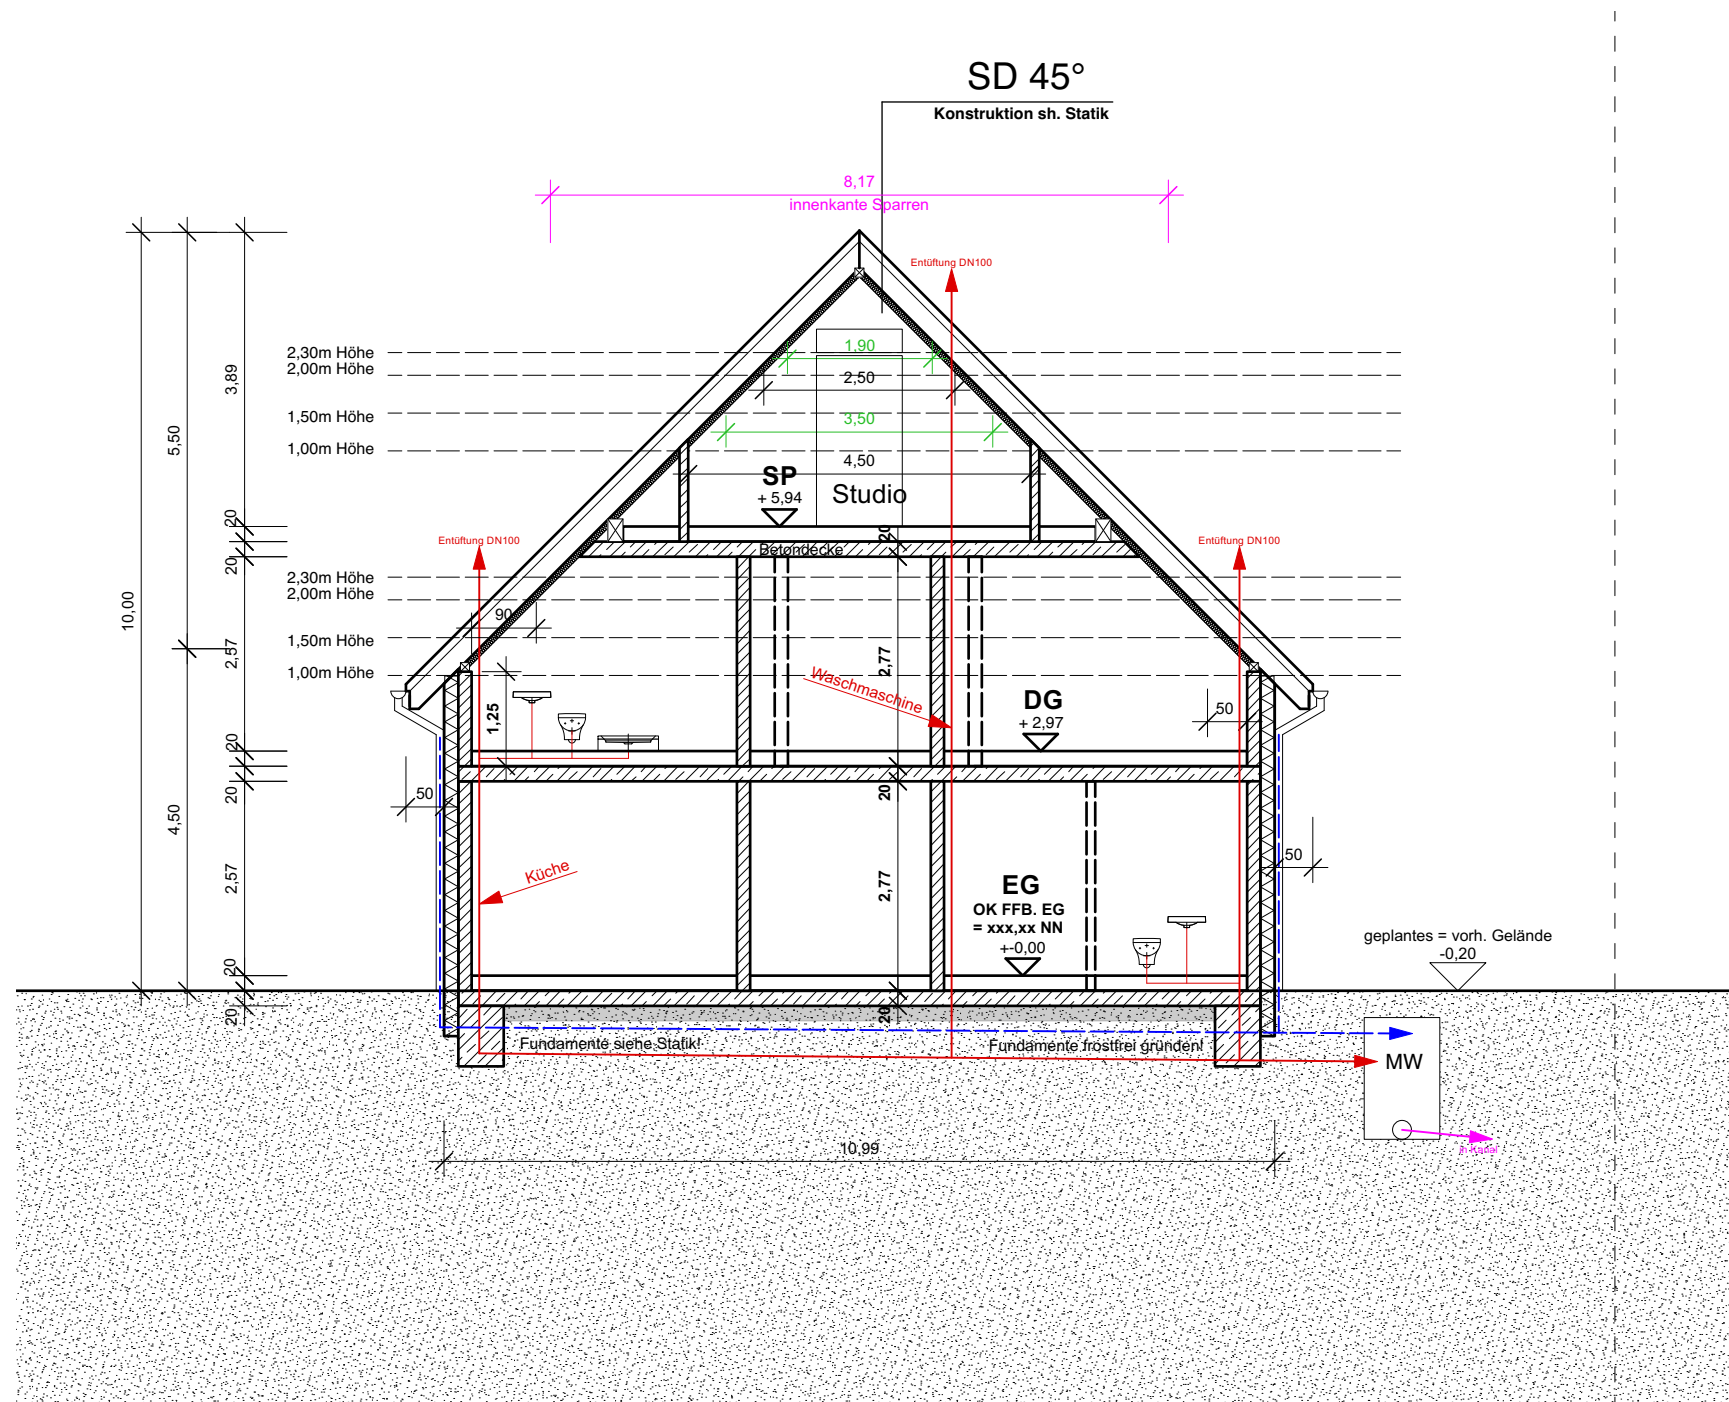 SD 45°
Konstruktion sh. Statik
8,17
innenkante Sparren
Entüftung DN100
2,30m Höhe
2,00m Höhe
1,50m Höhe
1,00m Höhe
1,90
2,50
3,50
4,50
SP
+ 5,94
Studio
3,89
5,50
10,00
20
20
20
Betondecke
Entüftung DN100
Entüftung DN100
2,30m Höhe
2,00m Höhe
1,50m Höhe
1,00m Höhe
90
2,57
2,77
1,25
Waschmaschine
DG
+ 2,97
50
20
20
20
50
4,50
2,57
2,77
Küche
50
EG
OK FFB. EG
= xxx,xx NN
+-0,00
geplantes = vorh. Gelände
-0,20
20
20
20
Fundamente siehe Statik!
Fundamente frostfrei gründen!
MW
in Kanal
10,99